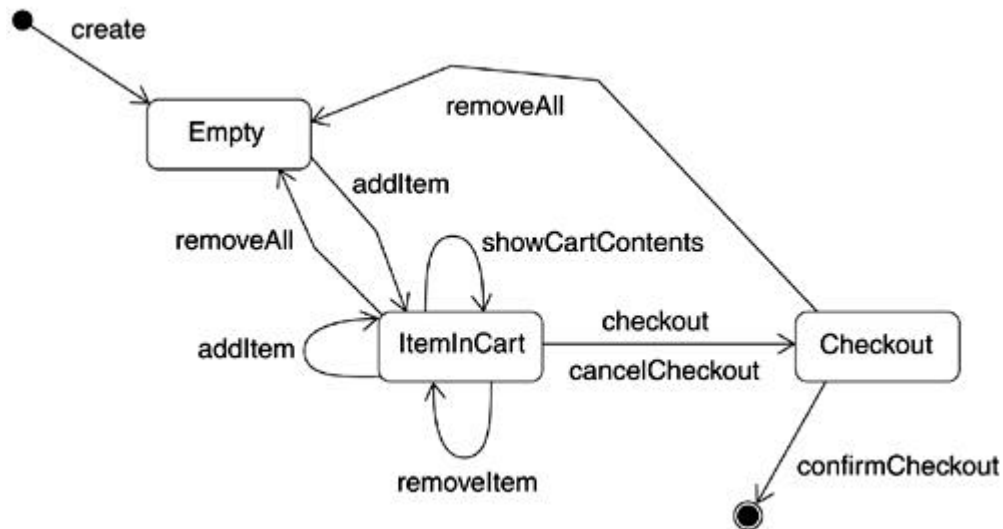 create
removeAll
Empty
addItem
removeAll
showCartContents
addItem
ItemInCart
checkout
Checkout
cancelCheckout
removeItem
confirmCheckout